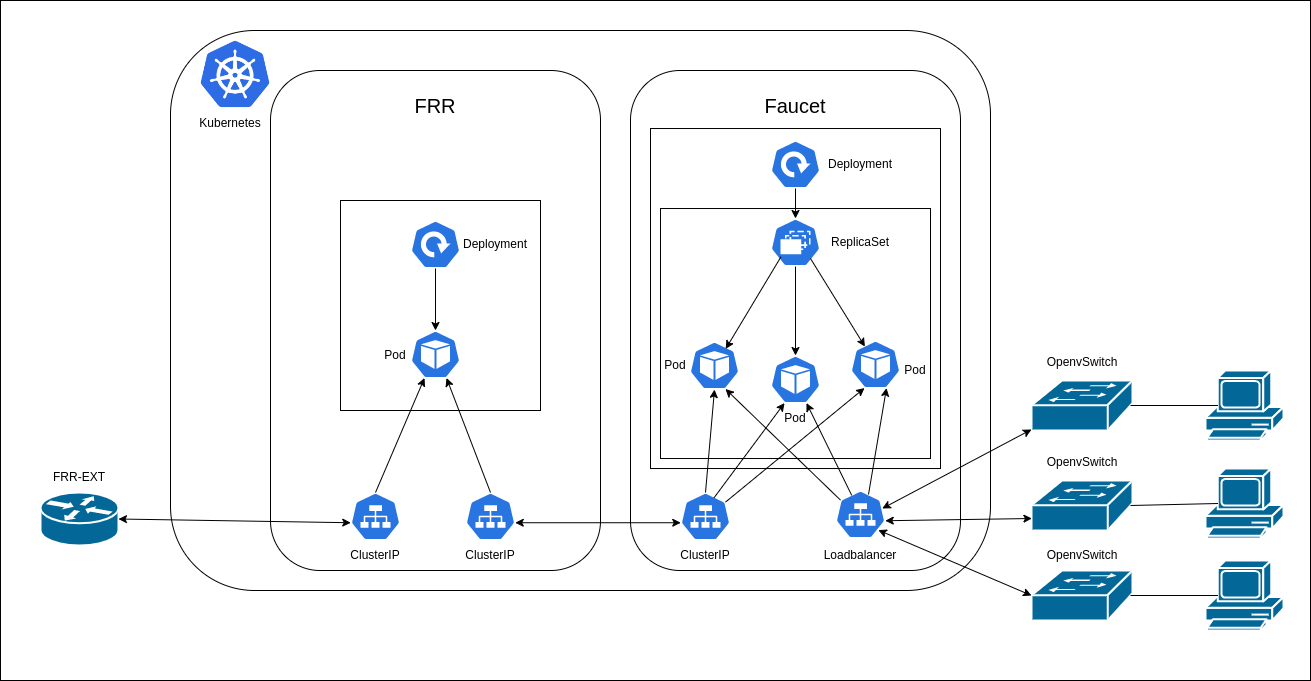 Kubernetes
FRR
Deployment
Pod
ClusterIP
ClusterIP
FRR-EXT
Faucet
Deployment
ReplicaSet
Pod
Pod
Pod
ClusterIP
Loadbalancer
OpenvSwitch
OpenvSwitch
OpenvSwitch